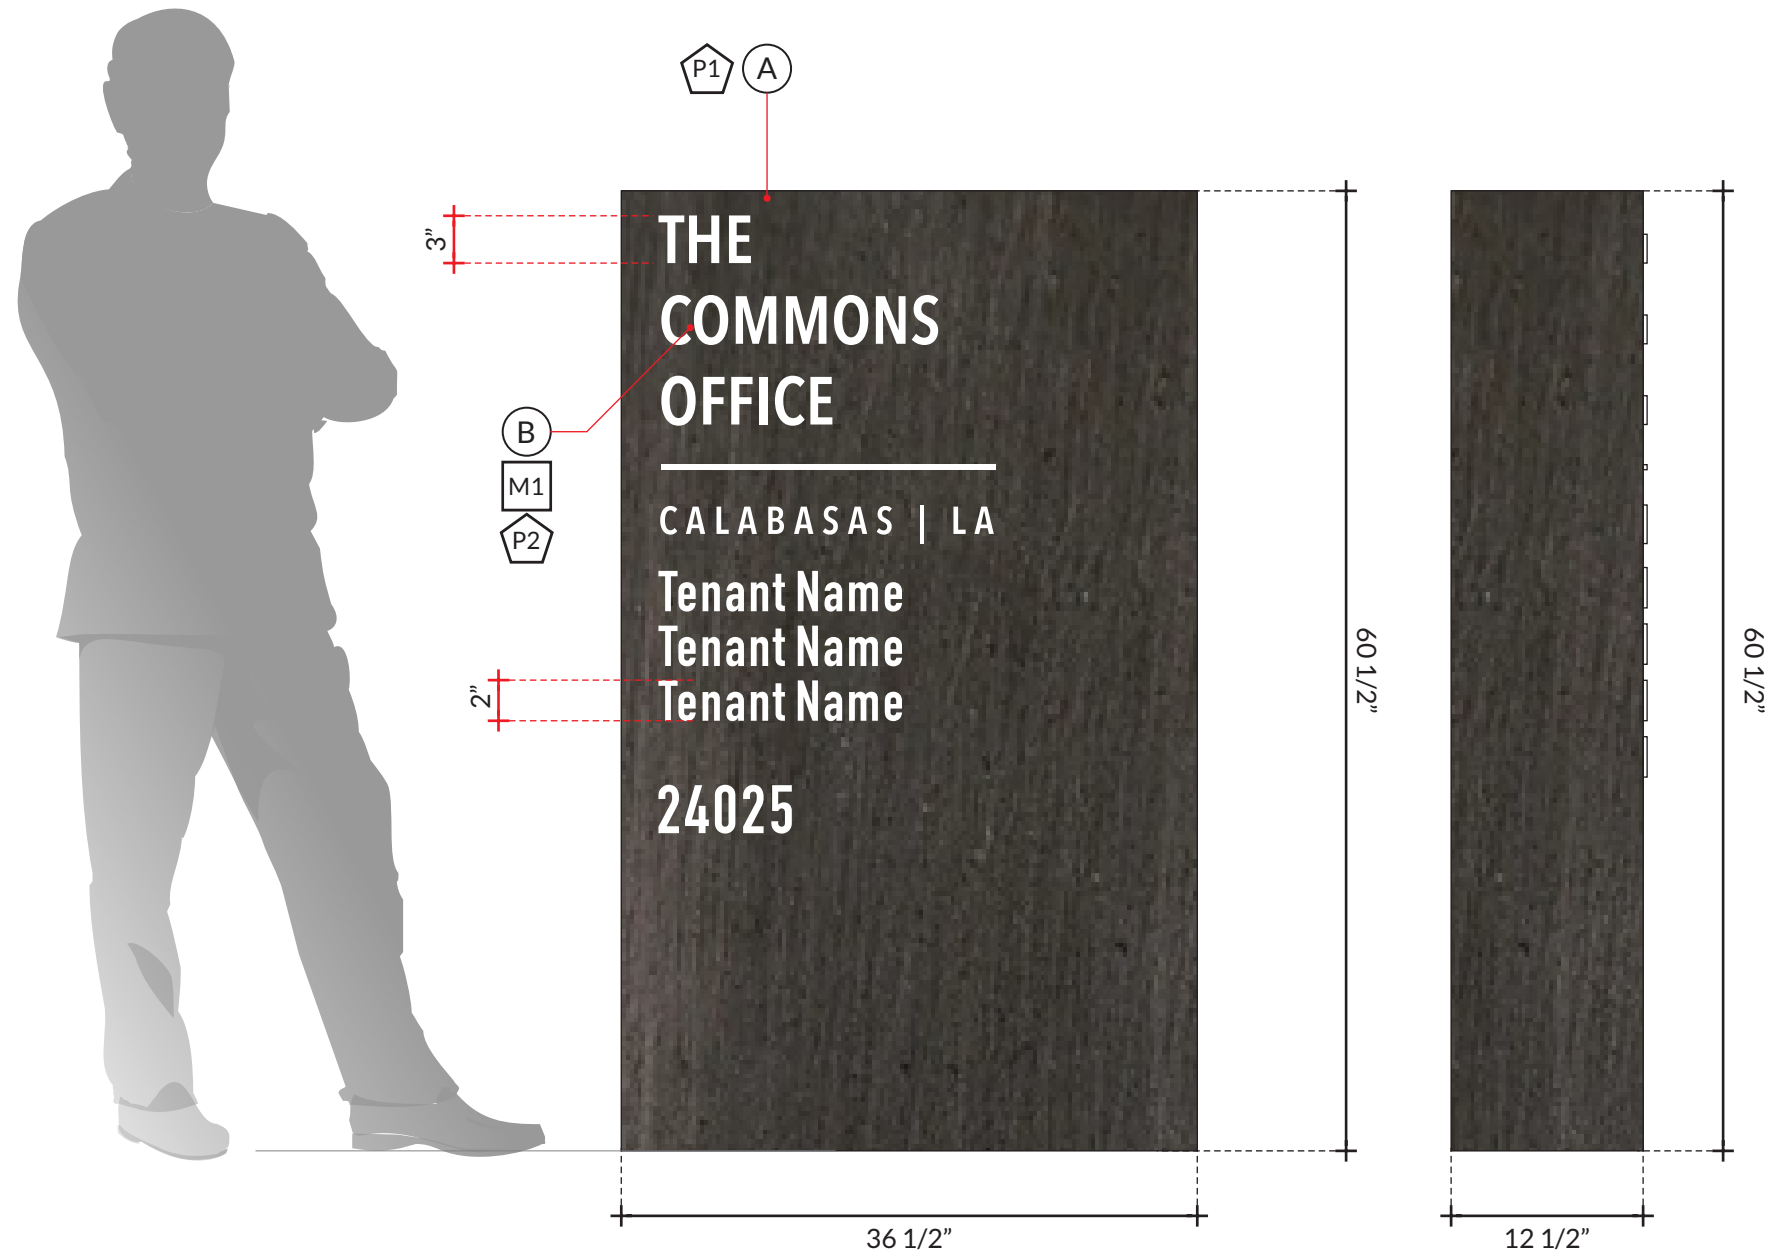 P1 A
3”
THE
COMMONS
OFFICE
B
M1
P2
CALABASAS | LA
Tenant Name
Tenant Name
Tenant Name
2”
24025
60 1/2”
60 1/2”
36 1/2”
12 1/2”